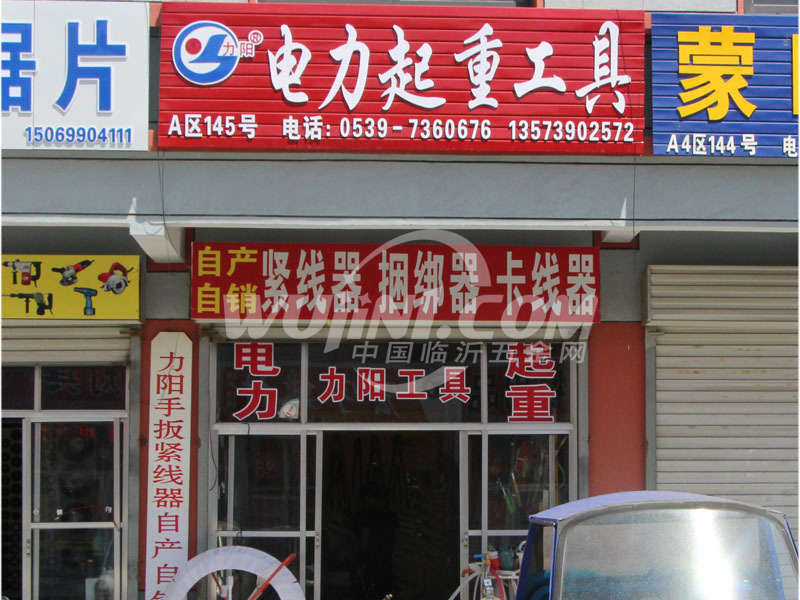 锯片
15069904111
力阳®
电力起重工具
A区145号 电话: 0539-7360676 13573902572
蒙
A4区144号 电
自产
自销
紧线器 捆绑器 卡线器
WUJINI.COM
中国临沂五金网
电力
力阳工具
起重
力阳手扳紧线器自产自